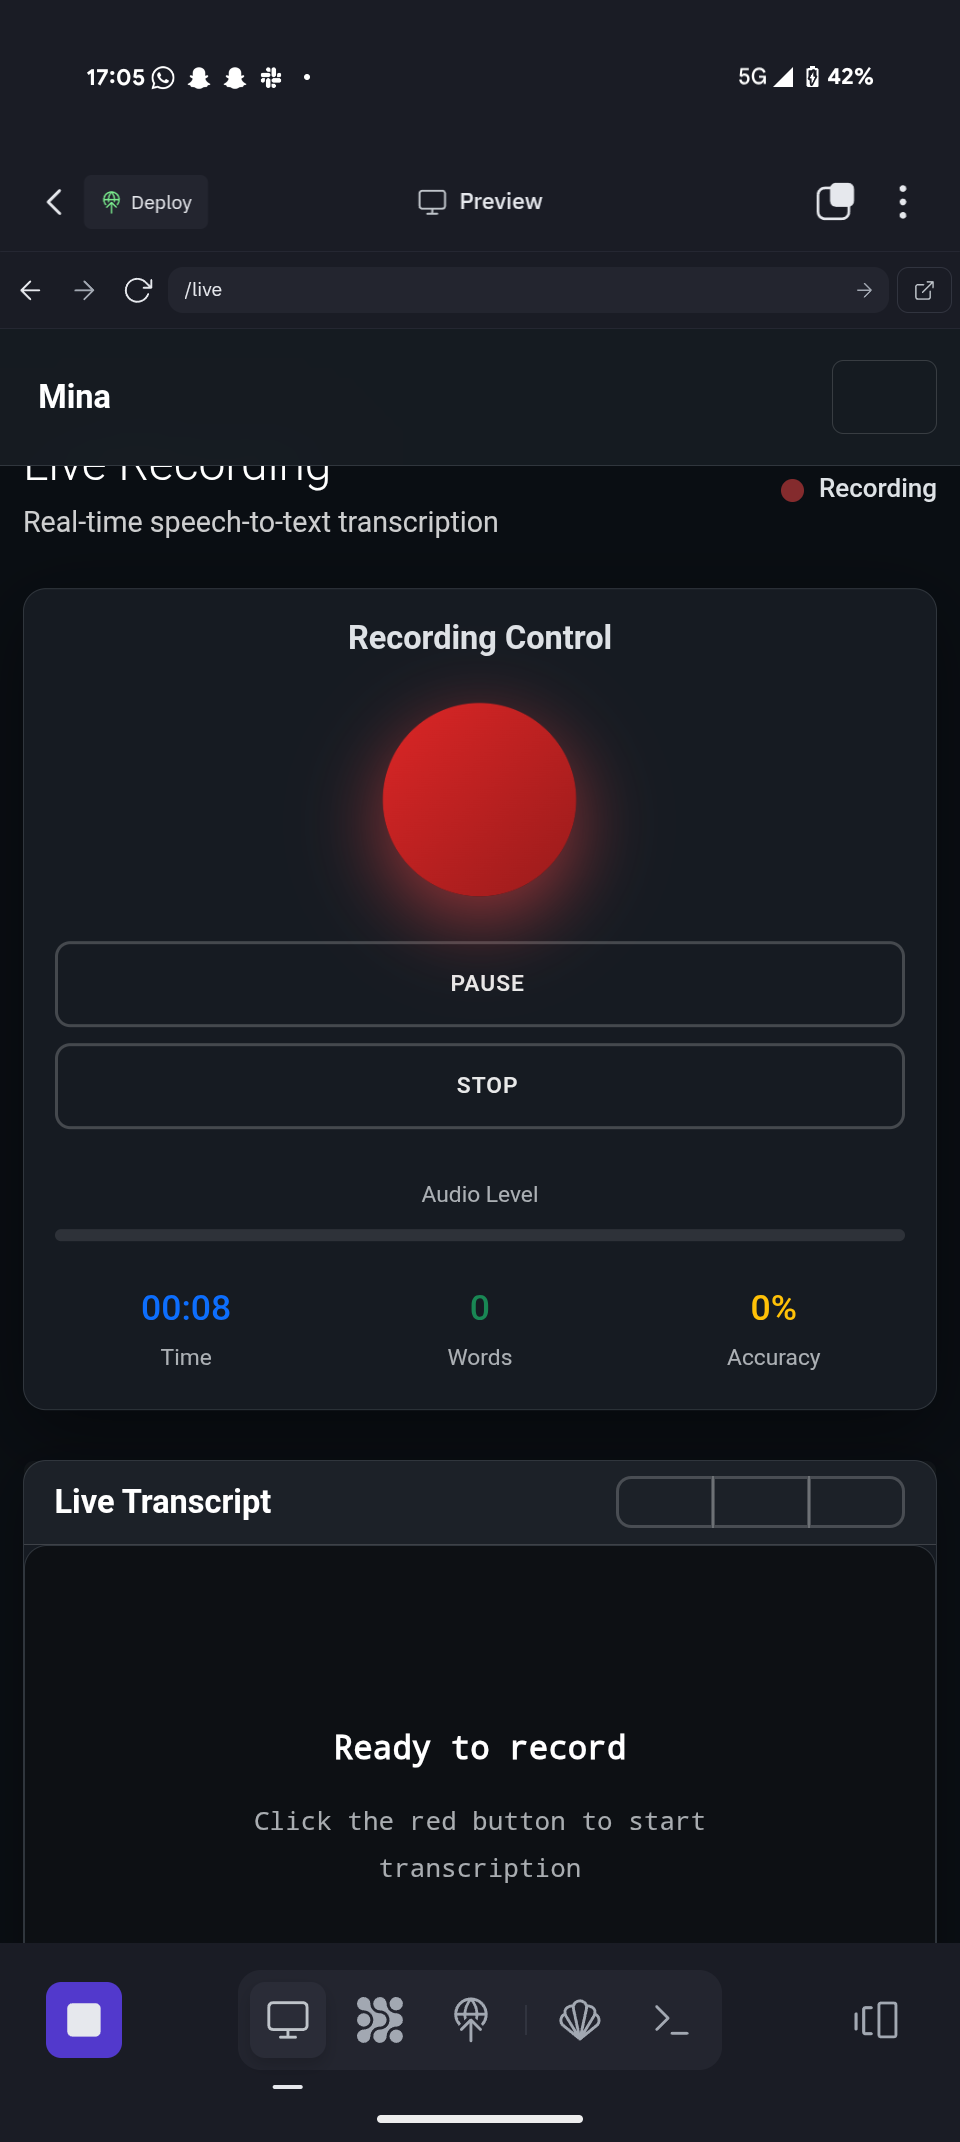 17:05
5G 42%
Deploy
Preview
/live
Mina
Live Recording
Recording
Real-time speech-to-text transcription
Recording Control
PAUSE
STOP
Audio Level
00:08 0 0%
Time Words Accuracy
Live Transcript
Ready to record
Click the red button to start
transcription